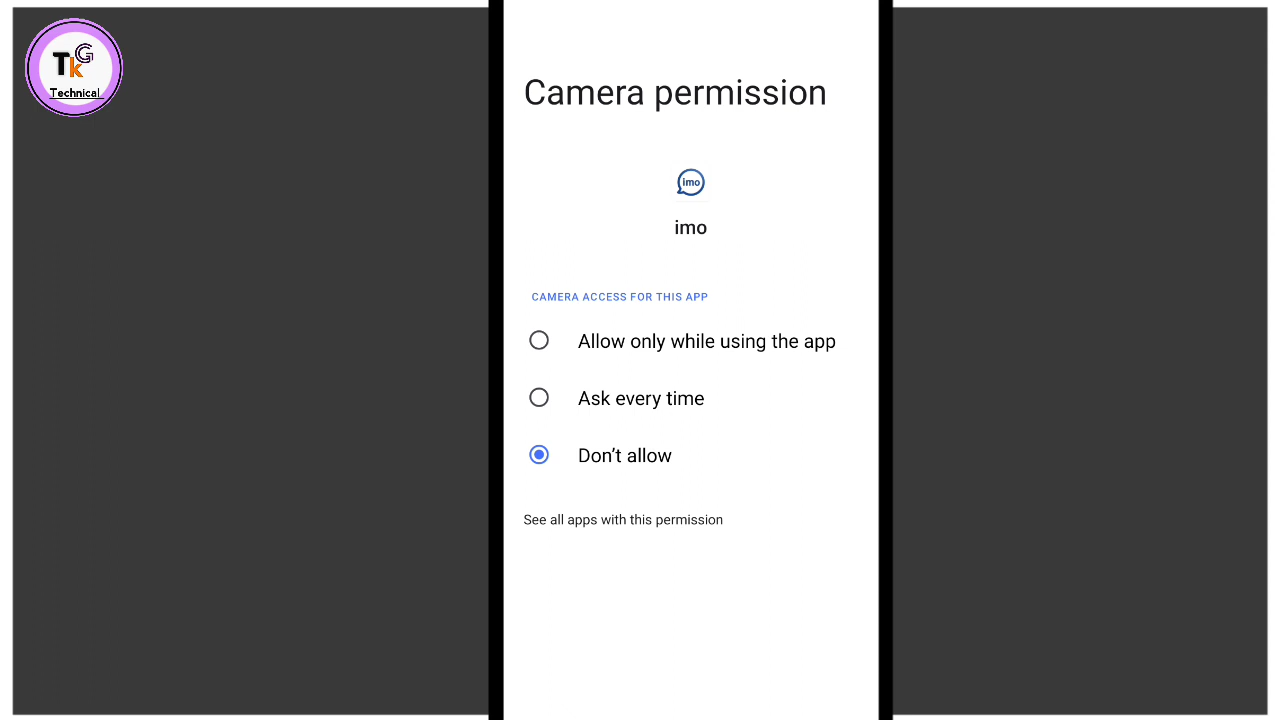 TkG
Technical
Camera permission
imo
imo
CAMERA ACCESS FOR THIS APP
Allow only while using the app
Ask every time
Don’t allow
See all apps with this permission